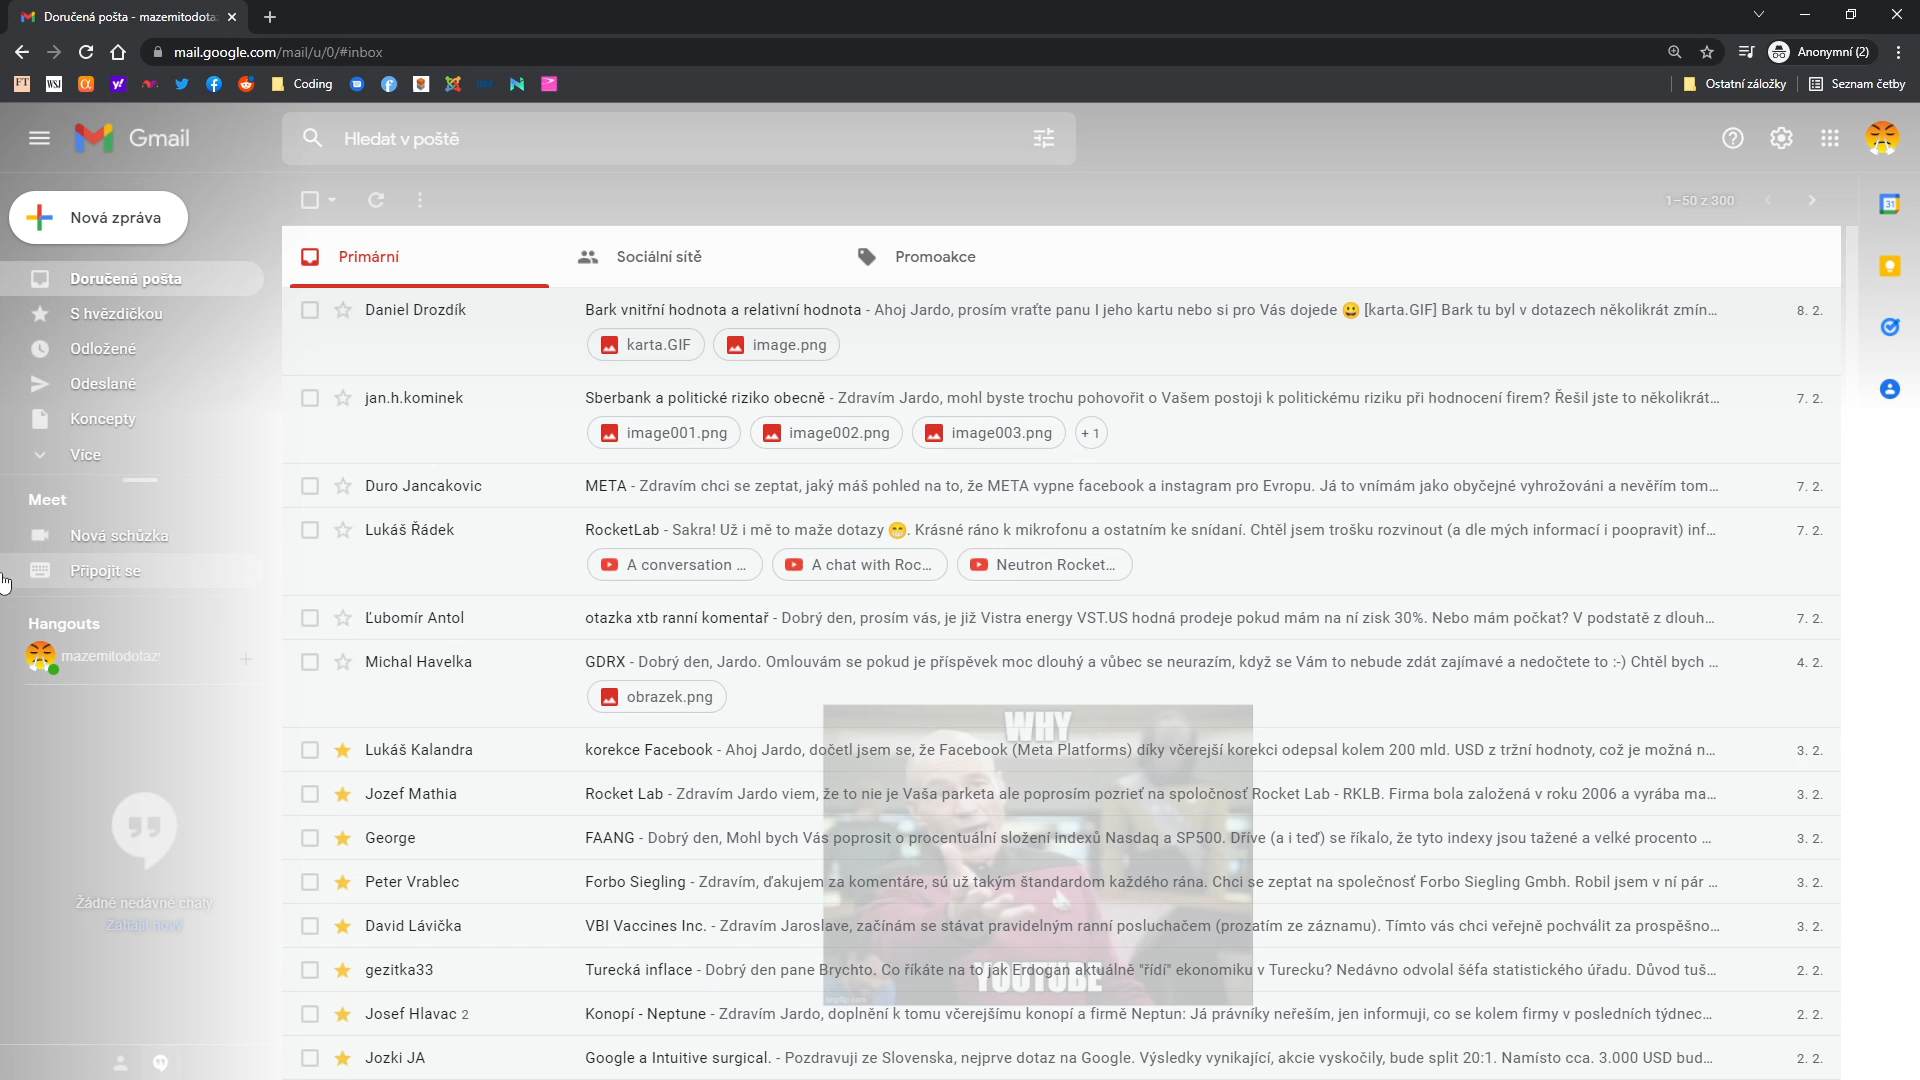 Doručená pošta - mazemitodota
mail.google.com/mail/u/0/#inbox
Anonymní (2)
FT WSJ y! Coding
Ostatní záložky
Seznam četby
Gmail
Hledat v poště
Nová zpráva
1–50 z 300
Primární
Sociální sítě
Promoakce
Doručená pošta
S hvězdičkou
Odložené
Odeslané
Koncepty
Více
Meet
Nová schůzka
Připojit se
Hangouts
mazemitodotaz
Žádné nedávné chaty
Zahájit nový
31
Daniel Drozdík Bark vnitřní hodnota a relativní hodnota - Ahoj Jardo, prosím vraťte panu I jeho kartu nebo si pro Vás dojede 😀 [karta.GIF] Bark tu byl v dotazech několikrát zmín... 8. 2.
karta.GIF image.png
jan.h.kominek Sberbank a politické riziko obecně - Zdravím Jardo, mohl byste trochu pohovořit o Vašem postoji k politickému riziku při hodnocení firem? Řešil jste to několikrát... 7. 2.
image001.png image002.png image003.png + 1
Duro Jancakovic META - Zdravím chci se zeptat, jaký máš pohled na to, že META vypne facebook a instagram pro Evropu. Já to vnímám jako obyčejné vyhrožováni a nevěřím tom... 7. 2.
Lukáš Řádek RocketLab - Sakra! Už i mě to maže dotazy 😁. Krásné ráno k mikrofonu a ostatním ke snídani. Chtěl jsem trošku rozvinout (a dle mých informací i poopravit) inf... 7. 2.
A conversation ... A chat with Roc... Neutron Rocket...
Ľubomír Antol otazka xtb ranní komentař - Dobrý den, prosím vás, je již Vistra energy VST.US hodná prodeje pokud mám na ní zisk 30%. Nebo mám počkat? V podstatě z dlouh... 7. 2.
Michal Havelka GDRX - Dobrý den, Jardo. Omlouvám se pokud je příspěvek moc dlouhý a vůbec se neurazím, když se Vám to nebude zdát zajímavé a nedočtete to :-) Chtěl bych ... 4. 2.
obrazek.png
WHY
Lukáš Kalandra korekce Facebook - Ahoj Jardo, dočetl jsem se, že Facebook (Meta Platforms) díky včerejší korekci odepsal kolem 200 mld. USD z tržní hodnoty, což je možná n... 3. 2.
Jozef Mathia Rocket Lab - Zdravím Jardo viem, že to nie je Vaša parketa ale poprosím pozrieť na spoločnosť Rocket Lab - RKLB. Firma bola založená v roku 2006 a vyrába ma... 3. 2.
George FAANG - Dobrý den, Mohl bych Vás poprosit o procentuální složení indexů Nasdaq a SP500. Dříve (a i teď) se říkalo, že tyto indexy jsou tažené a velké procento ... 3. 2.
Peter Vrablec Forbo Siegling - Zdravím, ďakujem za komentáre, sú už takým štandardom každého rána. Chci se zeptat na společnosť Forbo Siegling Gmbh. Robil jsem v ní pár ... 3. 2.
David Lávička VBI Vaccines Inc. - Zdravím Jaroslave, začínám se stávat pravidelným ranní posluchačem (prozatím ze záznamu). Tímto vás chci veřejně pochválit za prospěšno... 3. 2.
gezitka33 Turecká inflace - Dobrý den pane Brychto. Co říkáte na to jak Erdogan aktuálně "řídí" ekonomiku v Turecku? Nedávno odvolal šéfa statistického úřadu. Důvod tuš... 2. 2.
YOUTUBE
imgflip.com
Josef Hlavac 2 Konopí - Neptune - Zdravím Jardo, doplnění k tomu včerejšímu konopí a firmě Neptun: Já právníky neřeším, jen informuji, co se kolem firmy v posledních týdnec... 2. 2.
Jozki JA Google a Intuitive surgical. - Pozdravuji ze Slovenska, nejprve dotaz na Google. Výsledky vynikající, akcie vyskočily, bude split 20:1. Namísto cca. 3.000 USD bud... 2. 2.